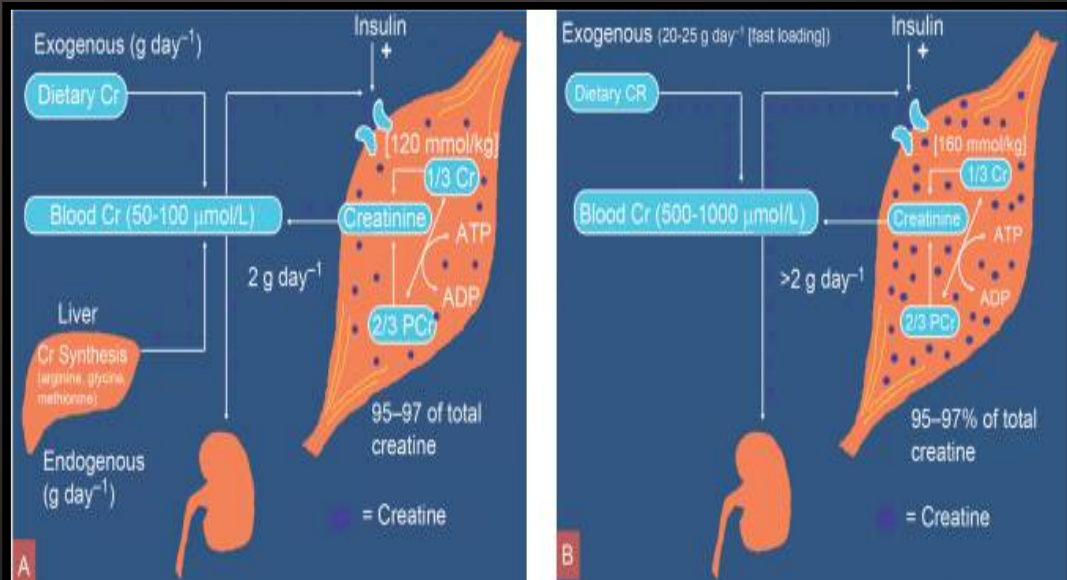 Exogenous (g day⁻¹)
Insulin
+
Dietary Cr
[120 mmol/kg]
1/3 Cr
Blood Cr (50-100 µmol/L)
Creatinine
ATP
2 g day⁻¹
ADP
2/3 PCr
Liver
Cr Synthesis
(arginine, glycine,
methionine)
95–97 of total
creatine
Endogenous
(g day⁻¹)
= Creatine
A
Exogenous (20-25 g day⁻¹ [fast loading])
Insulin
+
Dietary CR
[160 mmol/kg]
1/3 Cr
Blood Cr (500-1000 µmol/L)
Creatinine
ATP
>2 g day⁻¹
ADP
2/3 PCr
95–97% of total
creatine
= Creatine
B